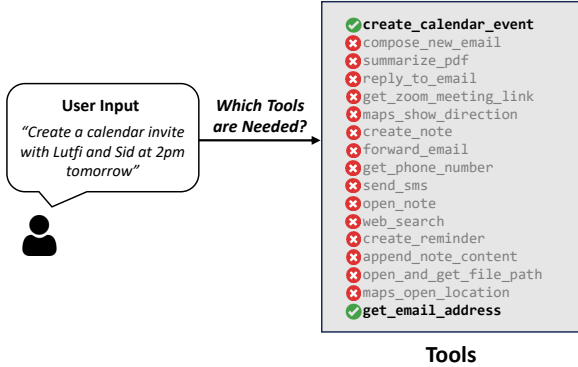 User Input
“Create a calendar invite
with Lutfi and Sid at 2pm
tomorrow”
Which Tools
are Needed?
create_calendar_event
compose_new_email
summarize_pdf
reply_to_email
get_zoom_meeting_link
maps_show_direction
create_note
forward_email
get_phone_number
send_sms
open_note
web_search
create_reminder
append_note_content
open_and_get_file_path
maps_open_location
get_email_address
Tools